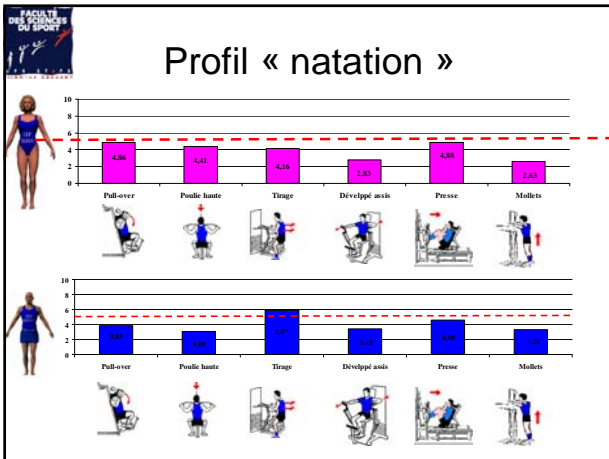 FACULTÉ
DES SCIENCES
DU SPORT
Profil « natation »
10
8
6
4
2
0
4,86
4,41
4,16
2,83
4,88
2,63
Pull-over
Poulie haute
Tirage
Dévelppé assis
Presse
Mollets
10
8
6
4
2
0
Pull-over
Poulie haute
Tirage
Dévelppé assis
Presse
Mollets